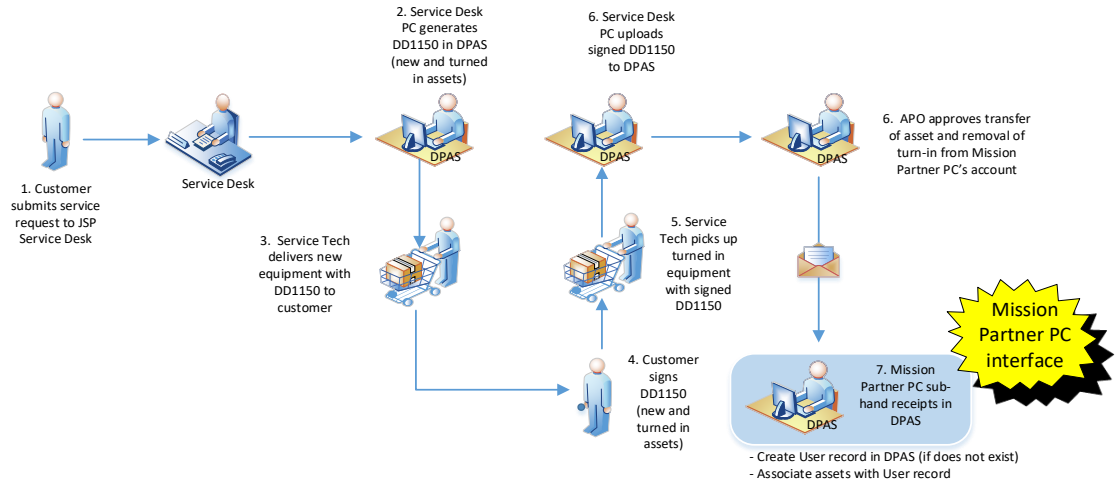 1. Customer
submits service
request to JSP
Service Desk
Service Desk
2. Service Desk
PC generates
DD1150 in DPAS
(new and turned
in assets)
DPAS
3. Service Tech
delivers new
equipment with
DD1150 to
customer
4. Customer
signs
DD1150
(new and
turned in
assets)
5. Service
Tech picks up
turned in
equipment
with signed
DD1150
6. Service Desk
PC uploads
signed DD1150
to DPAS
DPAS
DPAS
6. APO approves transfer
of asset and removal of
turn-in from Mission
Partner PC’s account
Mission
Partner PC
interface
7. Mission
Partner PC sub-
hand receipts in
DPAS
DPAS
- Create User record in DPAS (if does not exist)
- Associate assets with User record